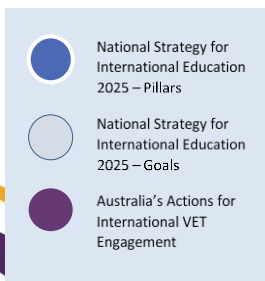 National Strategy for
International Education
2025 – Pillars
National Strategy for
International Education
2025 – Goals
Australia’s Actions for
International VET
Engagement